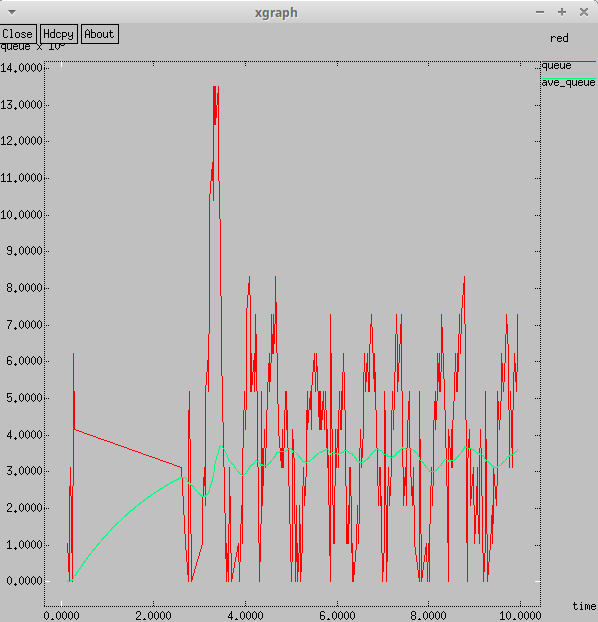 xgraph
Close Hdcpy About
queue x 10³
red
queue
ave_queue
14.0000
13.0000
12.0000
11.0000
10.0000
9.0000
8.0000
7.0000
6.0000
5.0000
4.0000
3.0000
2.0000
1.0000
0.0000
time
0.0000 2.0000 4.0000 6.0000 8.0000 10.0000